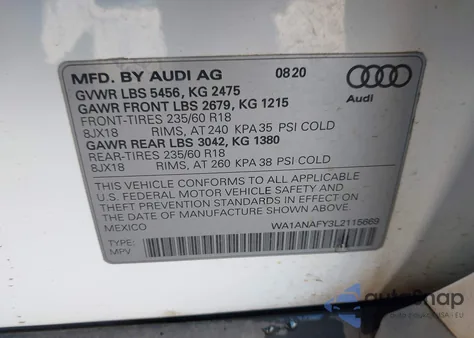 MFD. BY AUDI AG 0820
GVWR LBS 5456, KG 2475
GAWR FRONT LBS 2679, KG 1215
FRONT-TIRES 235/60 R18
8JX18 RIMS, AT 240 KPA 35 PSI COLD
GAWR REAR LBS 3042, KG 1380
REAR-TIRES 235/60 R18
8JX18 RIMS, AT 260 KPA 38 PSI COLD
Audi
THIS VEHICLE CONFORMS TO ALL APPLICABLE
U.S. FEDERAL MOTOR VEHICLE SAFETY AND
THEFT PREVENTION STANDARDS IN EFFECT ON
THE DATE OF MANUFACTURE SHOWN ABOVE.
MEXICO WA1ANAFY3L2115669
TYPE:
MPV
autoSnap